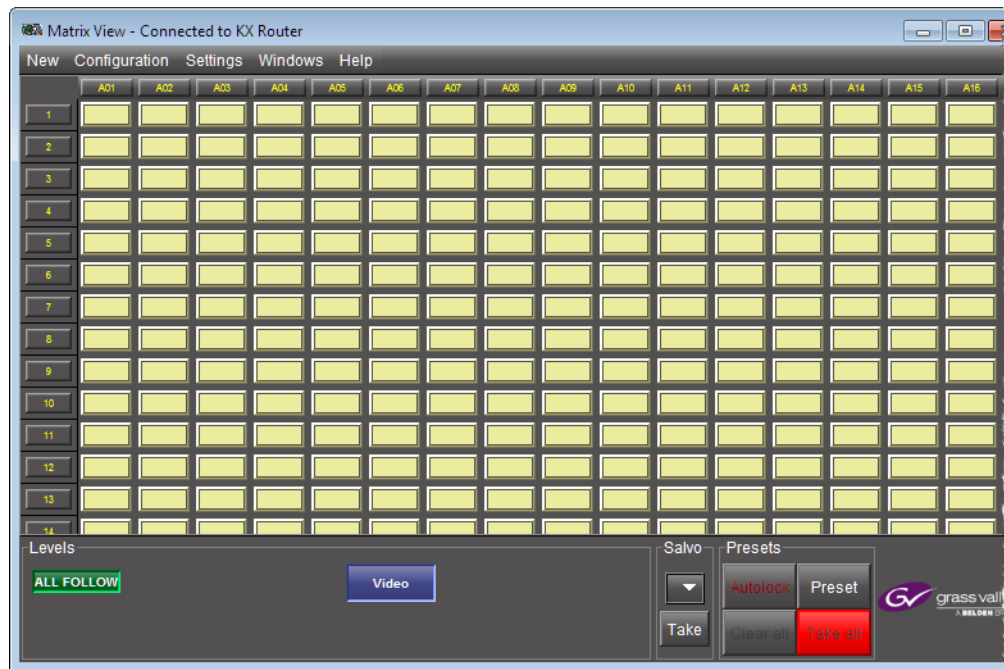 Matrix View - Connected to KX Router
New Configuration Settings Windows Help
A01 A02 A03 A04 A05 A06 A07 A08 A09 A10 A11 A12 A13 A14 A15 A16
1
2
3
4
5
6
7
8
9
10
11
12
13
14
Levels
ALL FOLLOW
Video
Salvo
Take
Presets
Autolock Preset
Clear all Take all
GV grass vall
A BELDEN